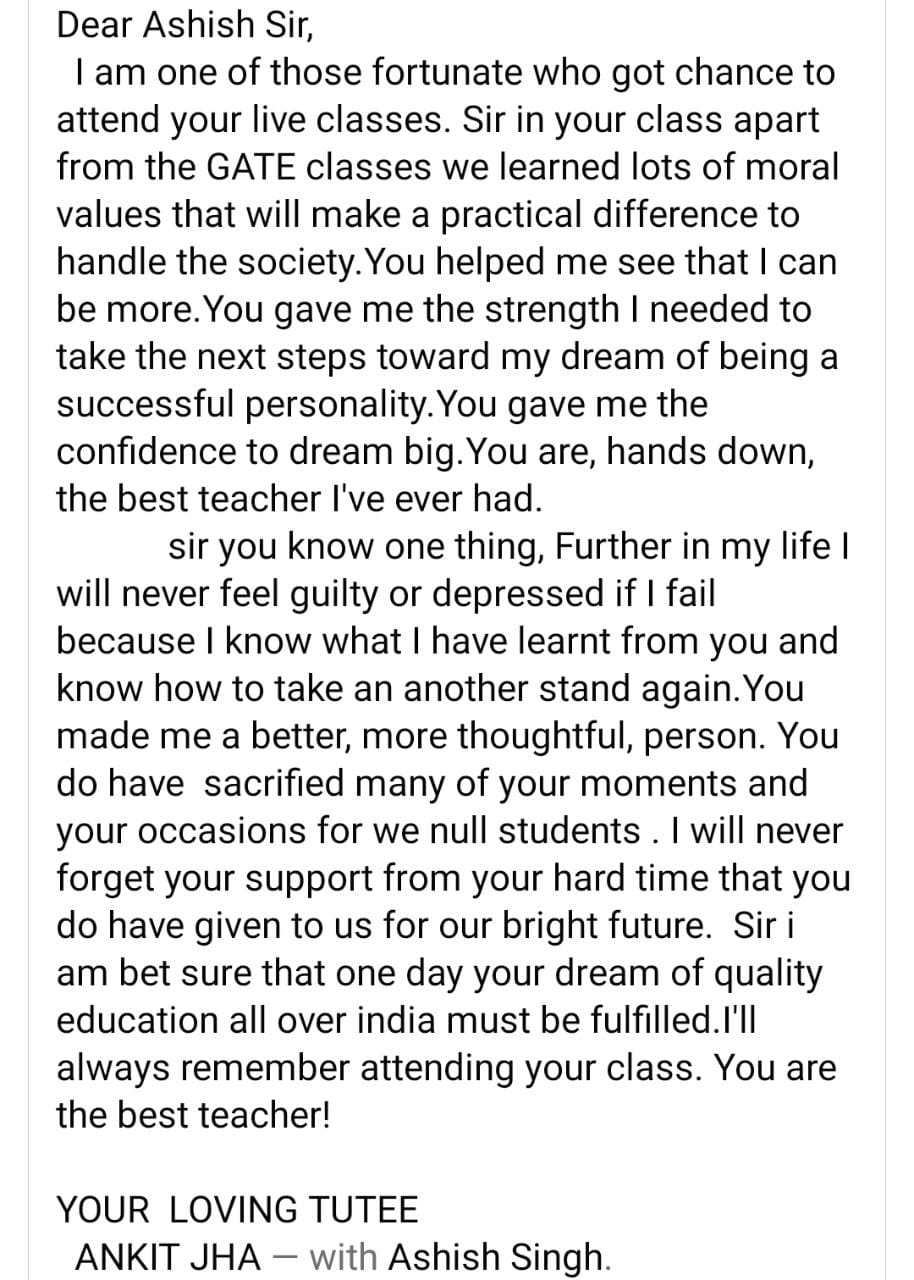 Dear Ashish Sir,
I am one of those fortunate who got chance to
attend your live classes. Sir in your class apart
from the GATE classes we learned lots of moral
values that will make a practical difference to
handle the society.You helped me see that I can
be more.You gave me the strength I needed to
take the next steps toward my dream of being a
successful personality.You gave me the
confidence to dream big.You are, hands down,
the best teacher I've ever had.
sir you know one thing, Further in my life I
will never feel guilty or depressed if I fail
because I know what I have learnt from you and
know how to take an another stand again.You
made me a better, more thoughtful, person. You
do have  sacrified many of your moments and
your occasions for we null students . I will never
forget your support from your hard time that you
do have given to us for our bright future.  Sir i
am bet sure that one day your dream of quality
education all over india must be fulfilled.I'll
always remember attending your class. You are
the best teacher!
YOUR  LOVING TUTEE
ANKIT JHA — with Ashish Singh.